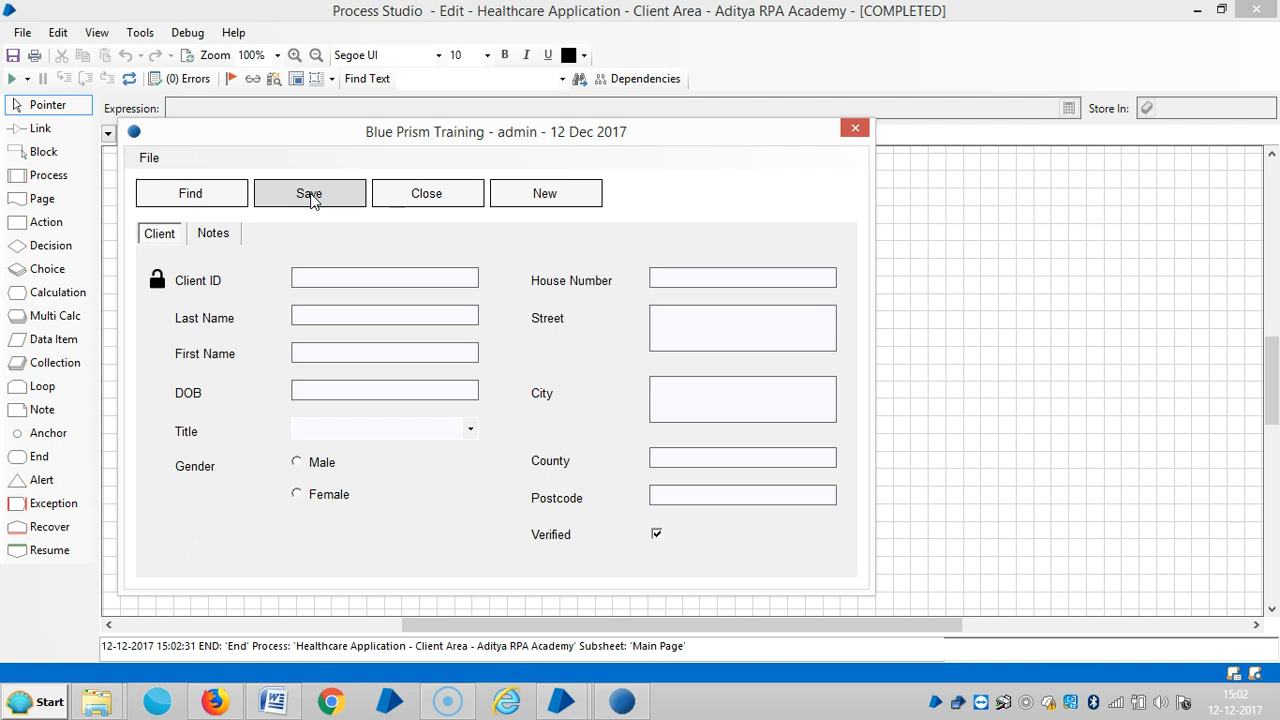 Process Studio - Edit - Healthcare Application - Client Area - Aditya RPA Academy - [COMPLETED]
File Edit View Tools Debug Help
Zoom 100% Segoe UI 10 B I U
(0) Errors Find Text Dependencies
Pointer Expression: Store In:
Link
Block
Process
Page
Action
Decision
Choice
Calculation
Multi Calc
Data Item
Collection
Loop
Note
Anchor
End
Alert
Exception
Recover
Resume
Blue Prism Training - admin - 12 Dec 2017
File
Find Save Close New
Client Notes
Client ID
Last Name
First Name
DOB
Title
Gender
Male
Female
House Number
Street
City
County
Postcode
Verified
12-12-2017 15:02:31 END: 'End' Process: 'Healthcare Application - Client Area - Aditya RPA Academy' Subsheet: 'Main Page'
Start
15:02
12-12-2017